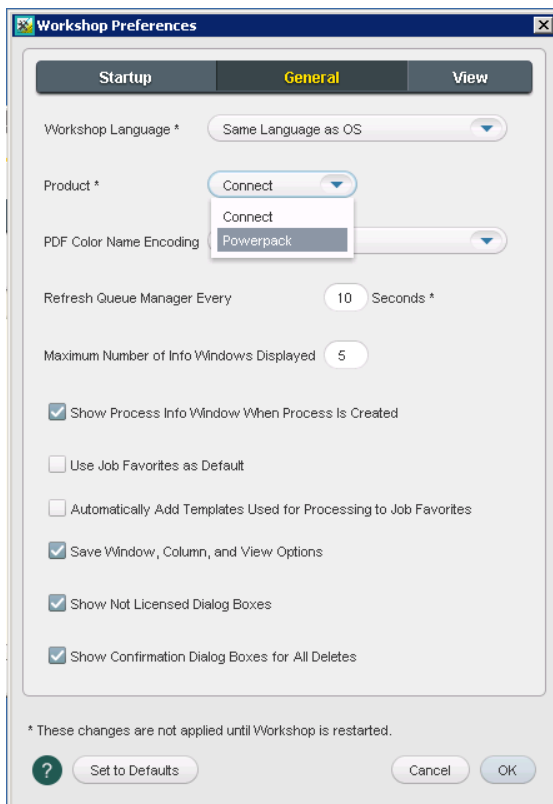 Workshop Preferences
Startup General View
Workshop Language * Same Language as OS
Product * Connect
Connect
PDF Color Name Encoding Powerpack
Refresh Queue Manager Every 10 Seconds *
Maximum Number of Info Windows Displayed 5
Show Process Info Window When Process Is Created
Use Job Favorites as Default
Automatically Add Templates Used for Processing to Job Favorites
Save Window, Column, and View Options
Show Not Licensed Dialog Boxes
Show Confirmation Dialog Boxes for All Deletes
* These changes are not applied until Workshop is restarted.
? Set to Defaults Cancel OK